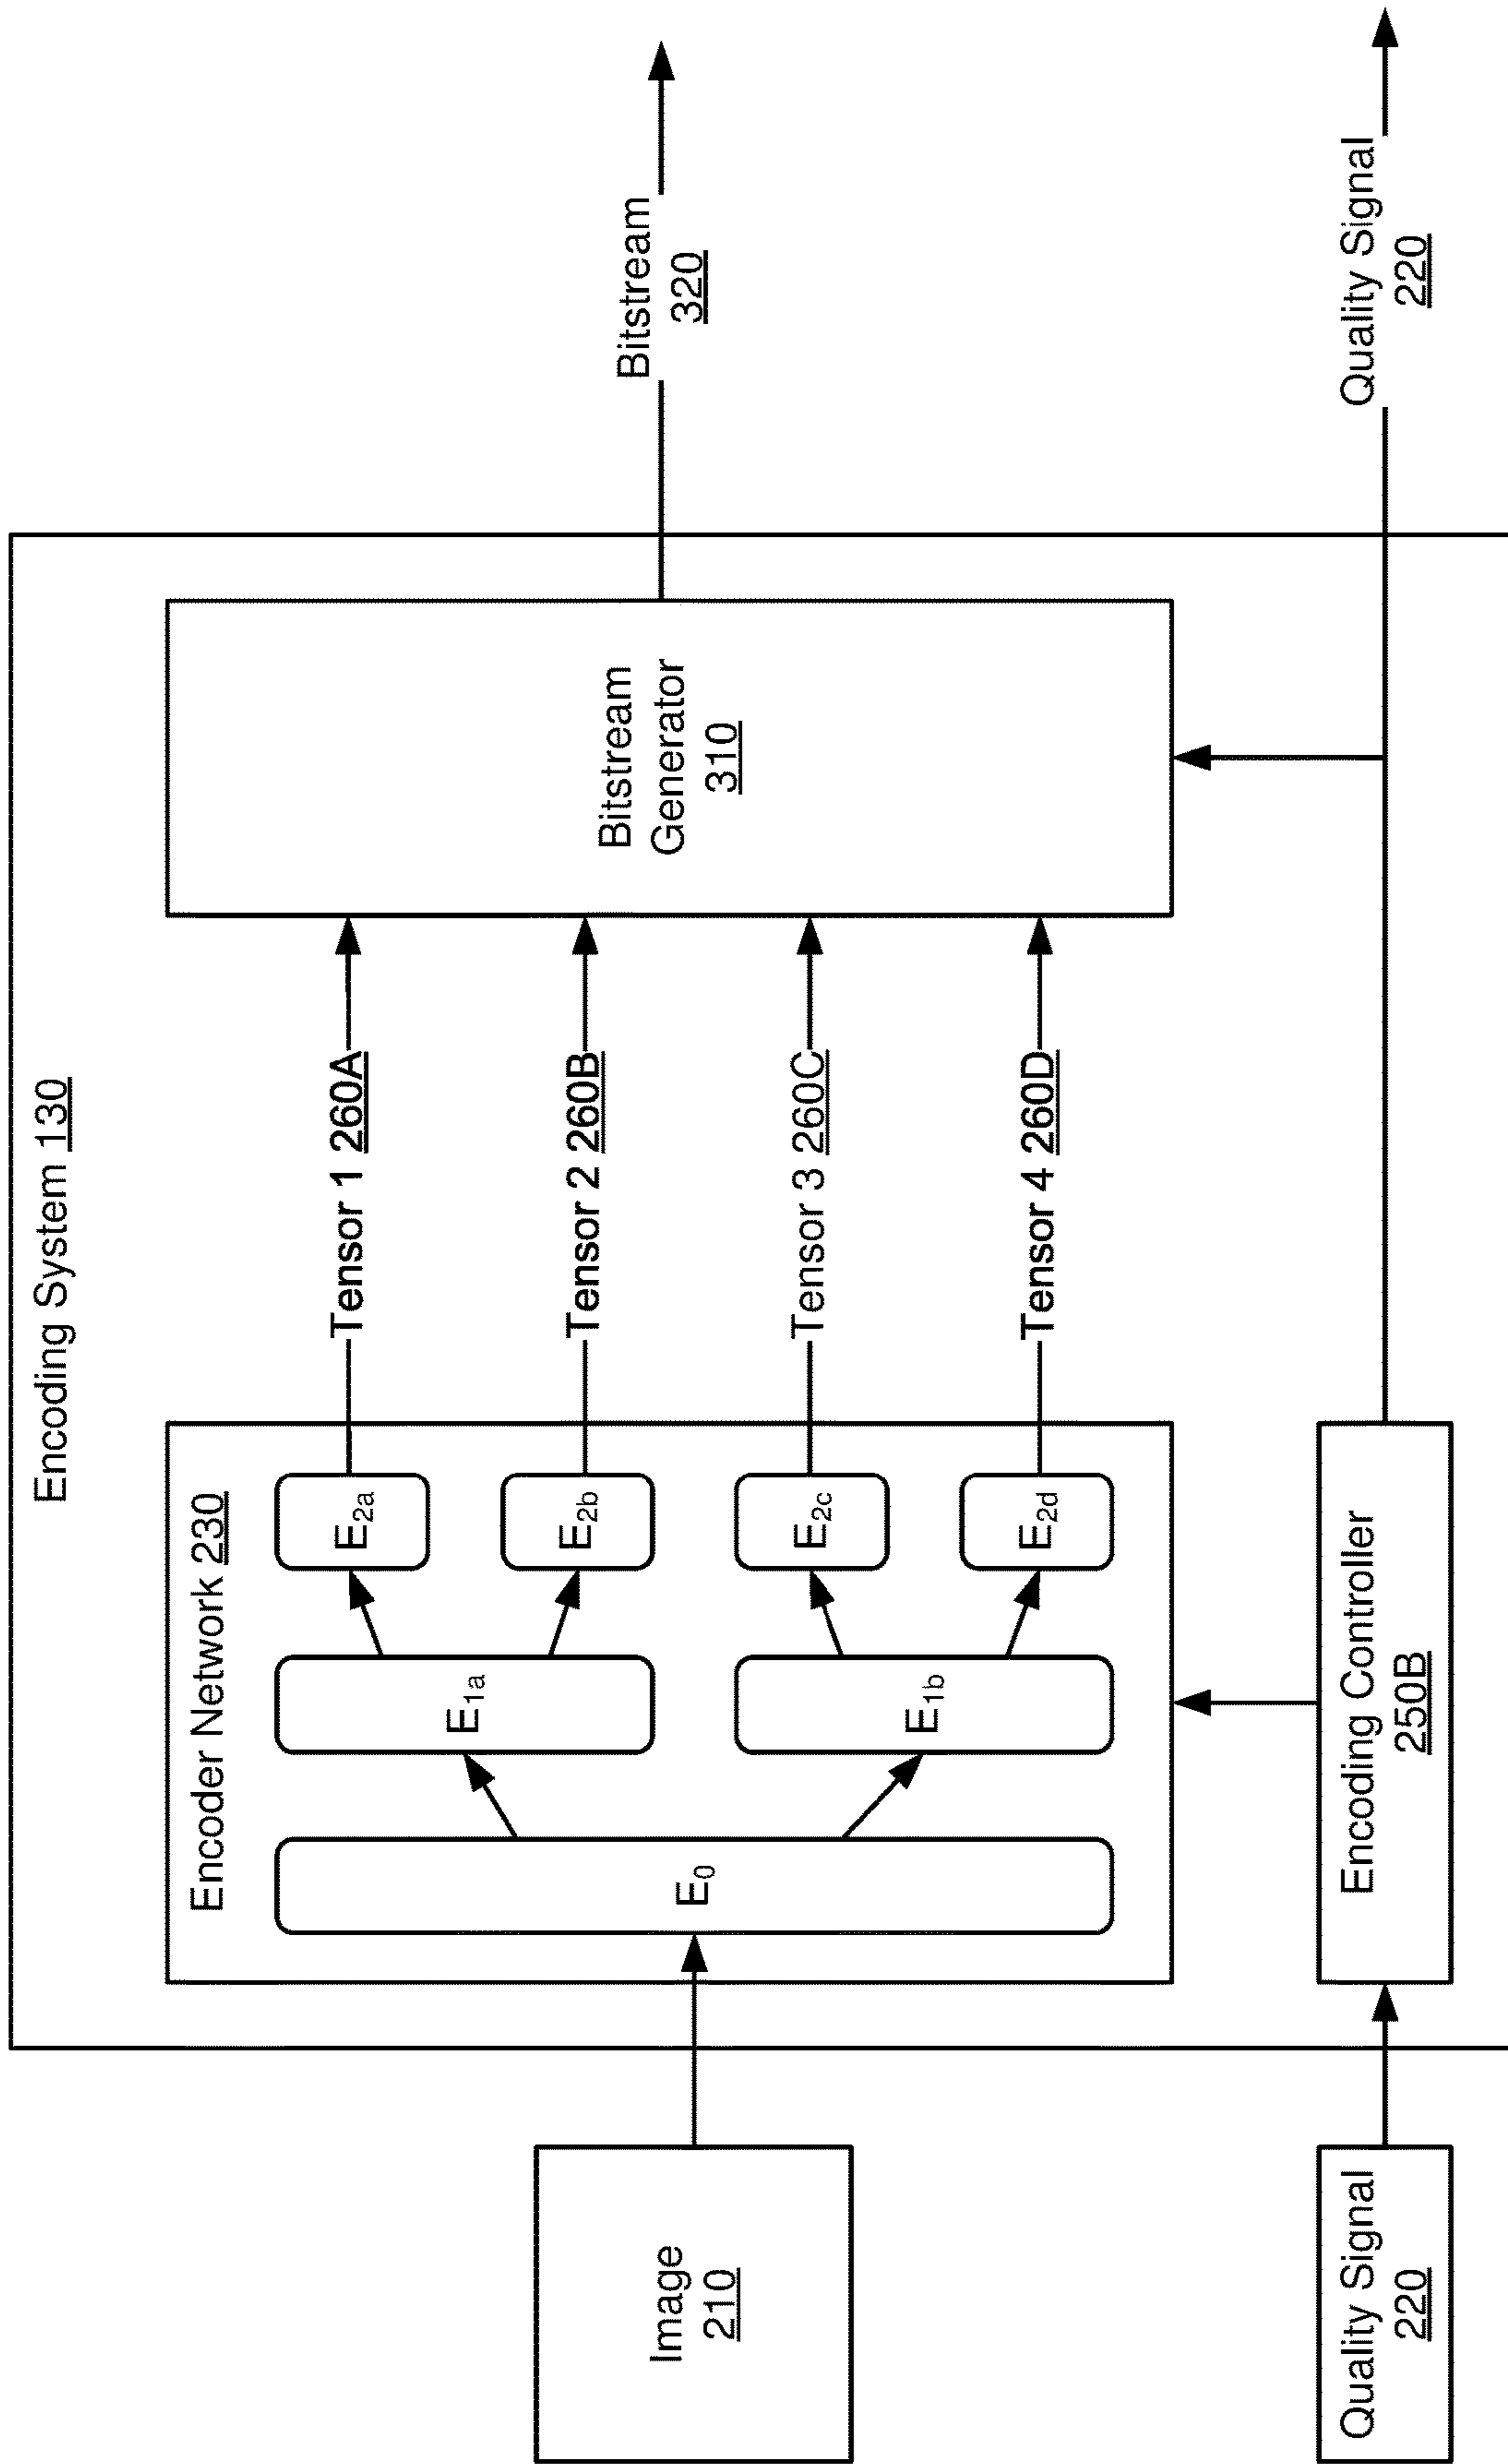 Encoding System 130
Image
210
Quality Signal
220
Encoder Network 230
E0
E1a
E1b
E2a
E2b
E2c
E2d
Encoding Controller
250B
Tensor 1 260A
Tensor 2 260B
Tensor 3 260C
Tensor 4 260D
Bitstream
Generator
310
Bitstream
320
Quality Signal
220